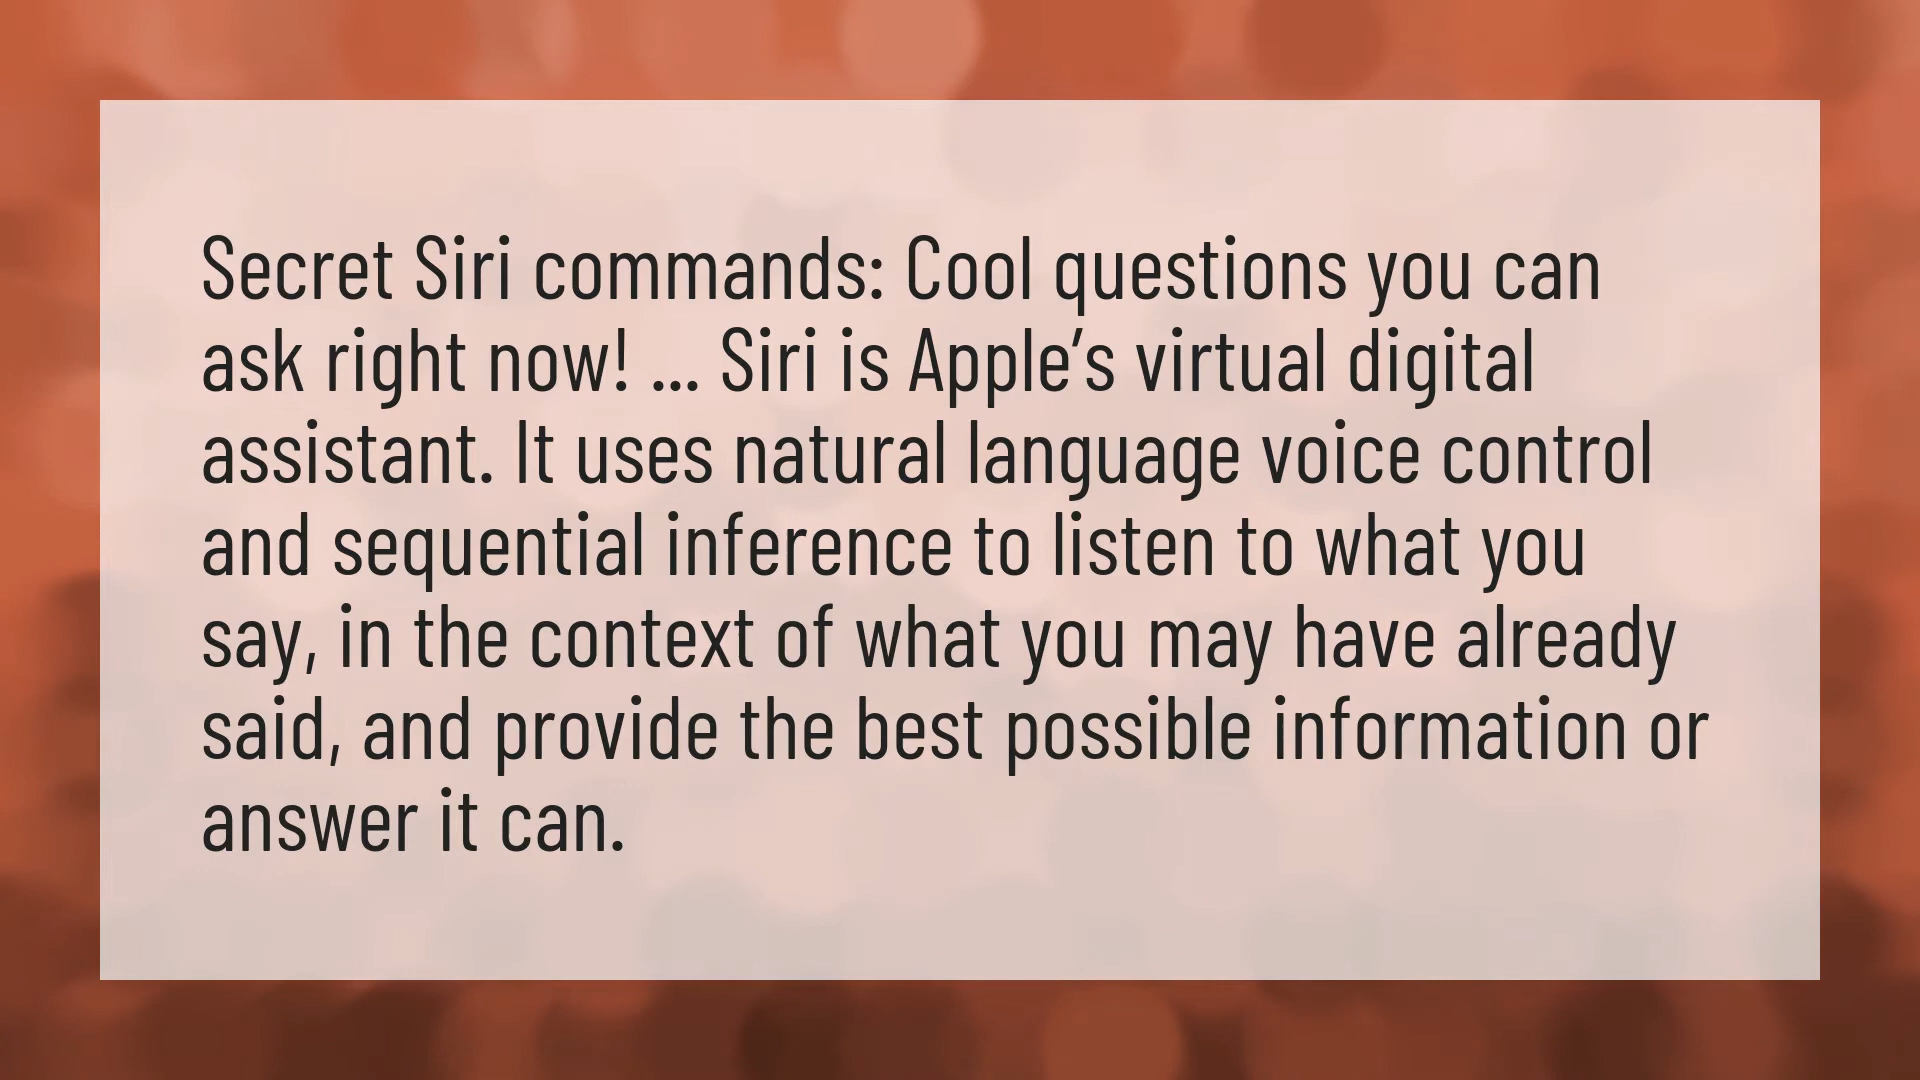 Secret Siri commands: Cool questions you can
ask right now! ... Siri is Apple’s virtual digital
assistant. It uses natural language voice control
and sequential inference to listen to what you
say, in the context of what you may have already
said, and provide the best possible information or
answer it can.